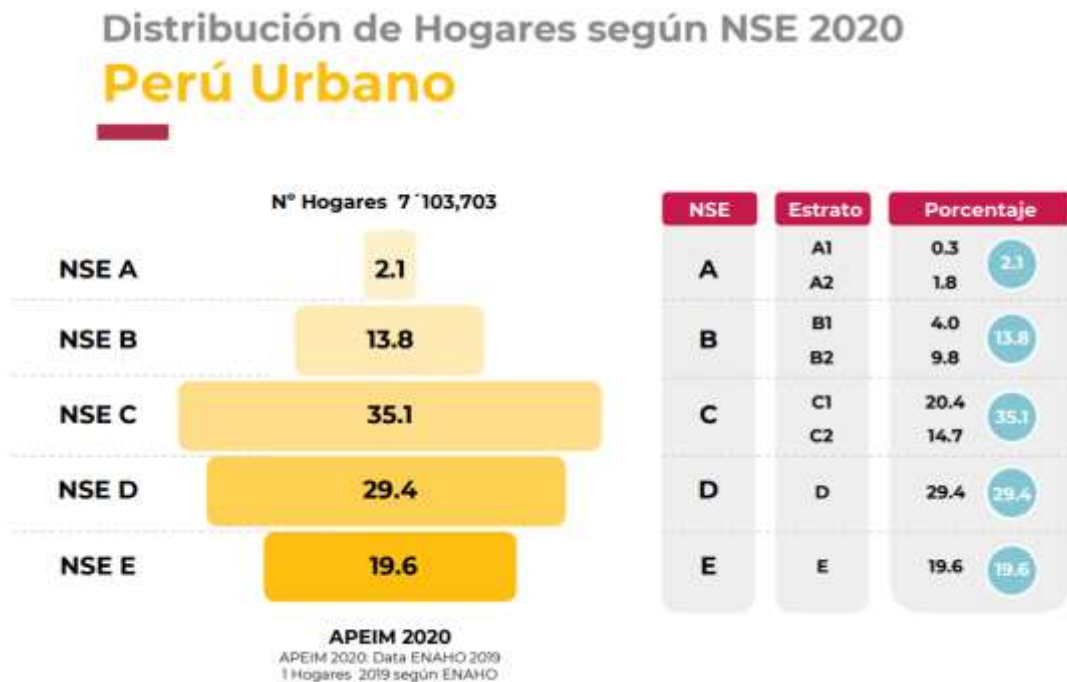 Distribución de Hogares según NSE 2020
Perú Urbano
Nº Hogares 7´103,703
NSE A 2.1
NSE B 13.8
NSE C 35.1
NSE D 29.4
NSE E 19.6
APEIM 2020
APEIM 2020: Data ENAHO 2019
1 Hogares 2019 según ENAHO
NSE Estrato Porcentaje
A A1 0.3 2.1
A2 1.8
B B1 4.0 13.8
B2 9.8
C C1 20.4 35.1
C2 14.7
D D 29.4 29.4
E E 19.6 19.6